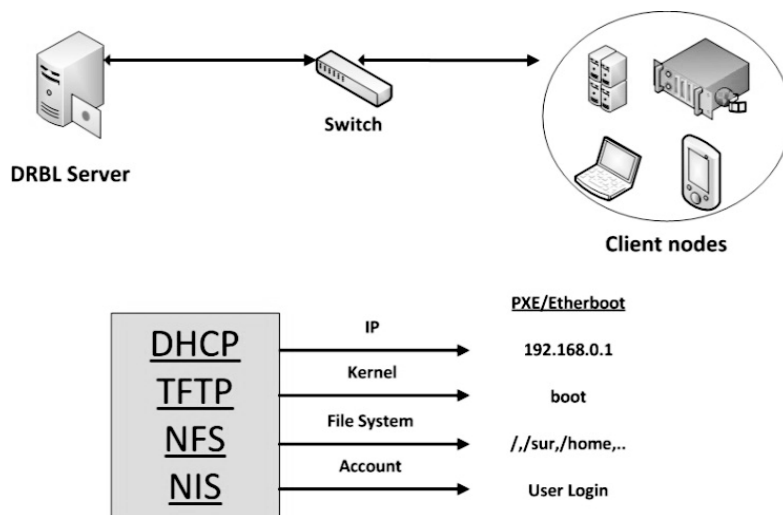 Switch
DRBL Server
Client nodes
PXE/Etherboot
DHCP
IP
192.168.0.1
TFTP
Kernel
boot
NFS
File System
/,/sur,/home,..
NIS
Account
User Login